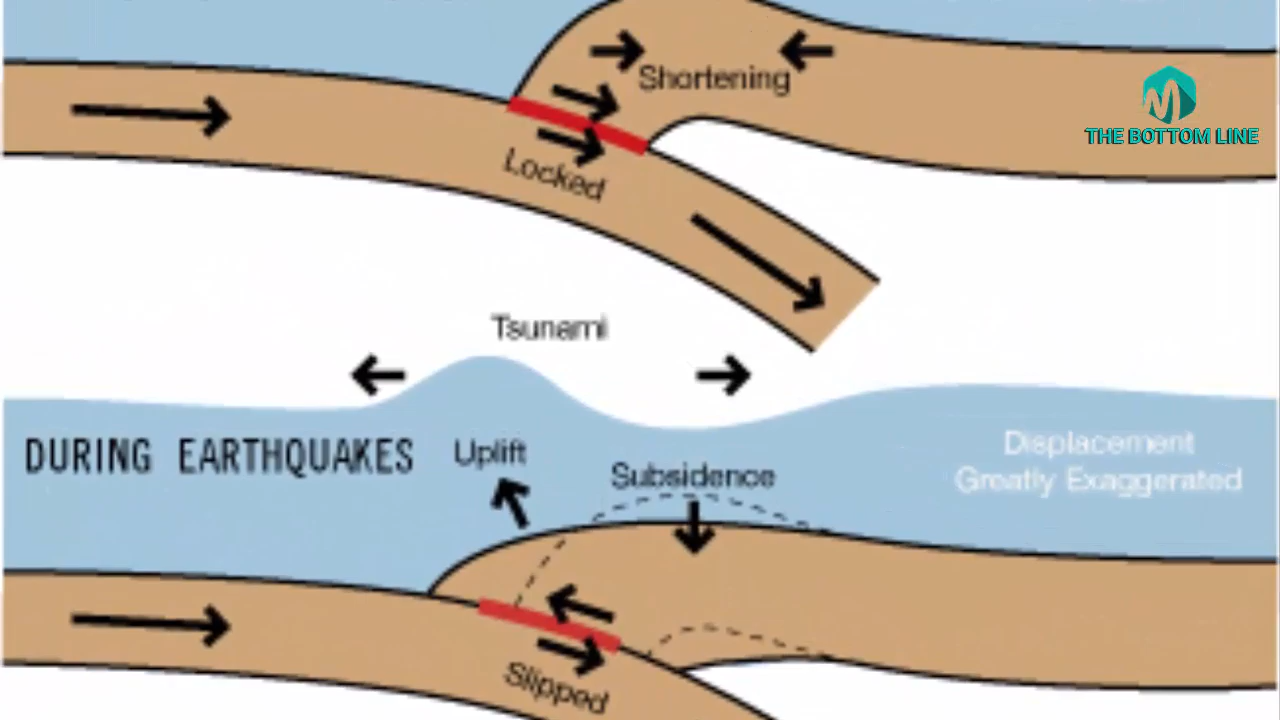 Shortening
THE BOTTOM LINE
Locked
Tsunami
DURING EARTHQUAKES
Uplift
Subsidence
Displacement
Greatly Exaggerated
Slipped